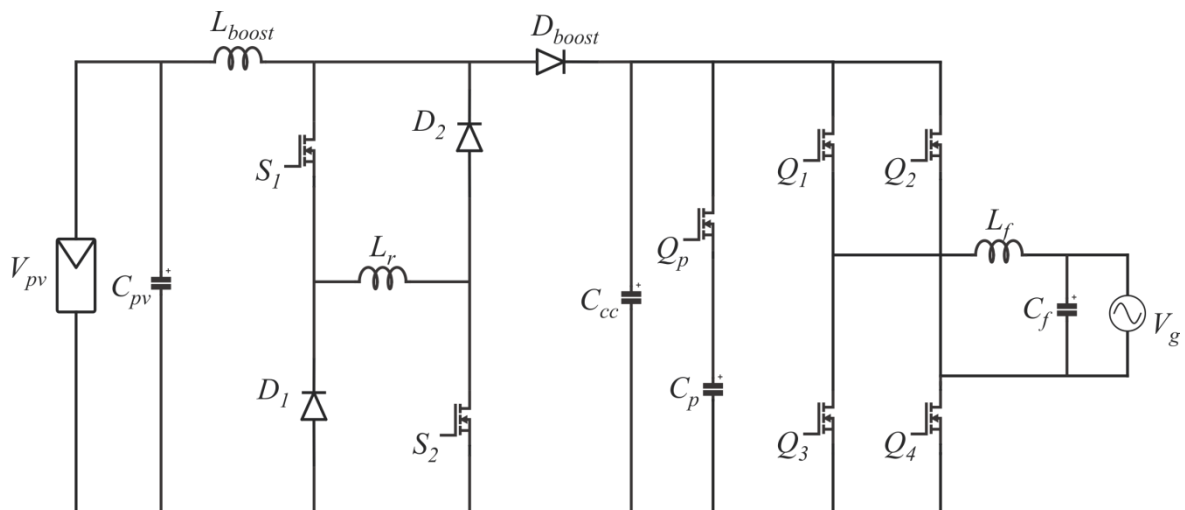 L_boost
D_boost
D_2
S_1
Q_1
Q_2
L_f
L_r
Q_p
V_pv
C_pv
+
C_cc
+
C_f
+
V_g
D_1
C_p
+
S_2
Q_3
Q_4